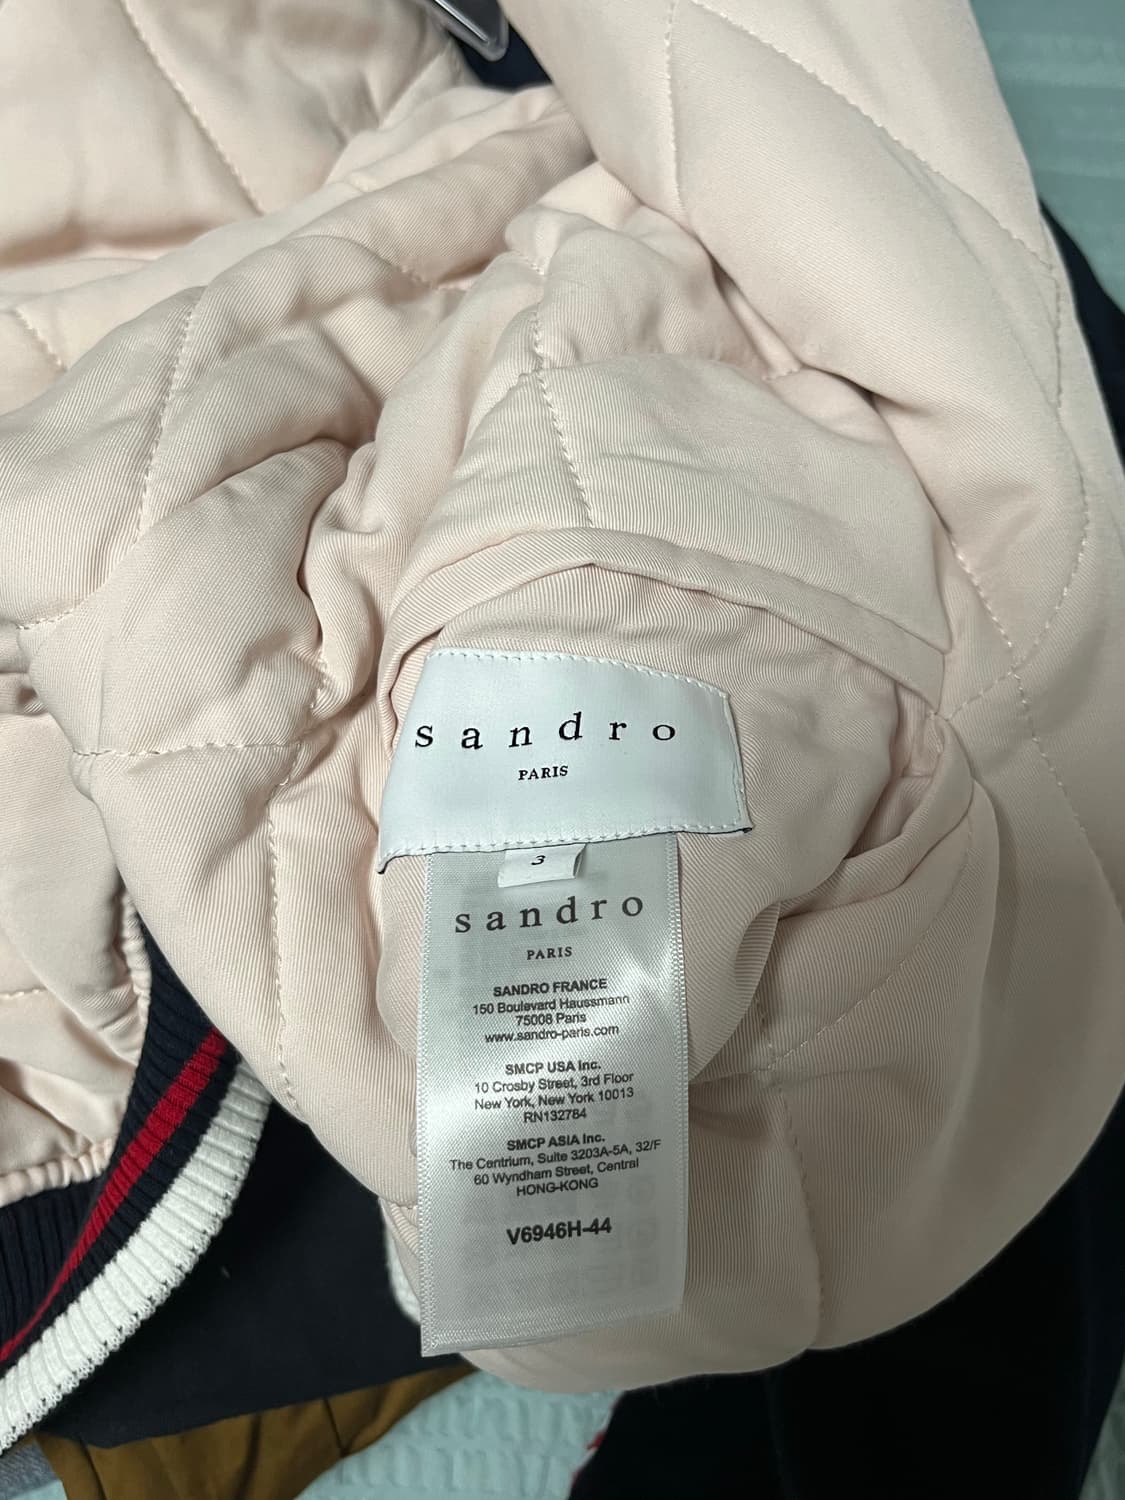 sandro
PARIS
3
sandro
PARIS
SANDRO FRANCE
150 Boulevard Haussmann
75008 Paris
www.sandro-paris.com
SMCP USA Inc.
10 Crosby Street, 3rd Floor
New York, New York 10013
RN132784
SMCP ASIA Inc.
The Centrium, Suite 3203A-5A, 32/F
60 Wyndham Street, Central
HONG-KONG
V6946H-44